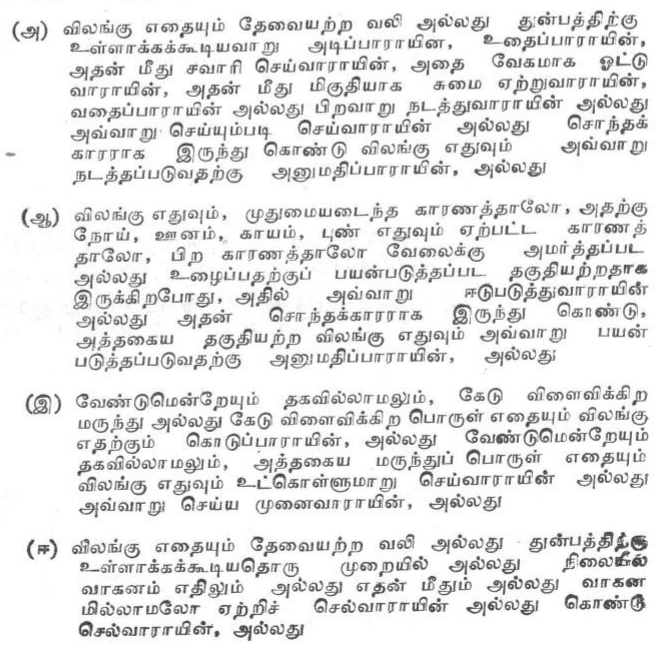 (அ) விலங்கு எதையும் தேவையற்ற வலி அல்லது துன்பத்திற்கு
உள்ளாக்கக்கூடியவாறு அடிப்பாராயின, உதைப்பாராயின்,
அதன் மீது சவாரி செய்வாராயின், அதை வேகமாக ஓட்டு
வாராயின், அதன் மீது மிகுதியாக சுமை ஏற்றுவாராயின்,
வதைப்பாராயின் அல்லது பிறவாறு நடத்துவாராயின் அல்லது
அவ்வாறு செய்யும்படி செய்வாராயின் அல்லது சொந்தக்
காரராக இருந்து கொண்டு விலங்கு எதுவும் அவ்வாறு
நடத்தப்படுவதற்கு அனுமதிப்பாராயின், அல்லது
(ஆ) விலங்கு எதுவும், முதுமையடைந்த காரணத்தாலோ, அதற்கு
நோய், ஊனம், காயம், புண் எதுவும் ஏற்பட்ட காரணத்
தாலோ, பிற காரணத்தாலோ வேலைக்கு அமர்த்தப்பட
அல்லது உழைப்பதற்குப் பயன்படுத்தப்பட தகுதியற்றதாக
இருக்கிறபோது, அதில் அவ்வாறு ஈடுபடுத்துவாராயின்
அல்லது அதன் சொந்தக்காரராக இருந்து கொண்டு,
அத்தகைய தகுதியற்ற விலங்கு எதுவும் அவ்வாறு பயன்
படுத்தப்படுவதற்கு அனுமதிப்பாராயின், அல்லது;
(இ) வேண்டுமென்றேயும் தகவில்லாமலும், கேடு விளைவிக்கிற
மருந்து அல்லது கேடு விளைவிக்கிற பொருள் எதையும் விலங்கு
எதற்கும் கொடுப்பாராயின், அல்லது வேண்டுமென்றேயும்
தகவில்லாமலும், அத்தகைய மருந்துப் பொருள் எதையும்
விலங்கு எதுவும் உட்கொள்ளுமாறு செய்வாராயின் அல்லது
அவ்வாறு செய்ய முனைவாராயின், அல்லது
(ஈ) விலங்கு எதையும் தேவையற்ற வலி அல்லது துன்பத்திற்கு
உள்ளாக்கக்கூடியதொரு முறையில் அல்லது நிலையில்
வாகனம் எதிலும் அல்லது எதன் மீதும் அல்லது வாகன
மில்லாமலோ ஏற்றிச் செல்வாராயின் அல்லது கொண்டு
செல்வாராயின், அல்லது